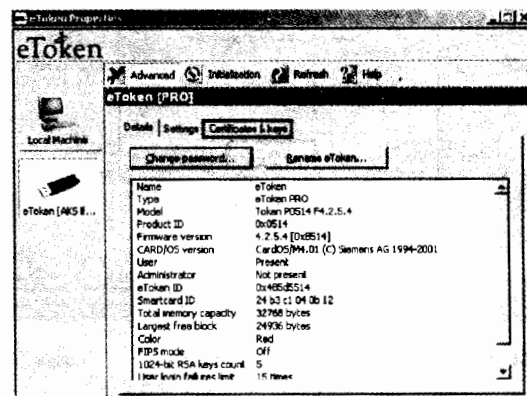 eToken Properties
eToken
Advanced Initialization Refresh Help
eToken [PRO]
Local Machine
Details Settings Certificates & keys
Change password... Rename eToken...
eToken [AKS
Name eToken
Type eToken PRO
Model Token P0514 F4.2.5.4
Product ID 0x0514
Firmware version 4.2.5.4 [0x8514]
CARD/OS version CardOS/M4.01 (C) Siemens AG 1994-2001
User Present
Administrator Not present
eToken ID 0x485d5514
Smartcard ID 24 b3 c1 04 0b 12
Total memory capacity 32768 bytes
Largest free block 24936 bytes
Color Red
FIPS mode Off
1024-bit RSA keys count 5
User login failures limit 15 times